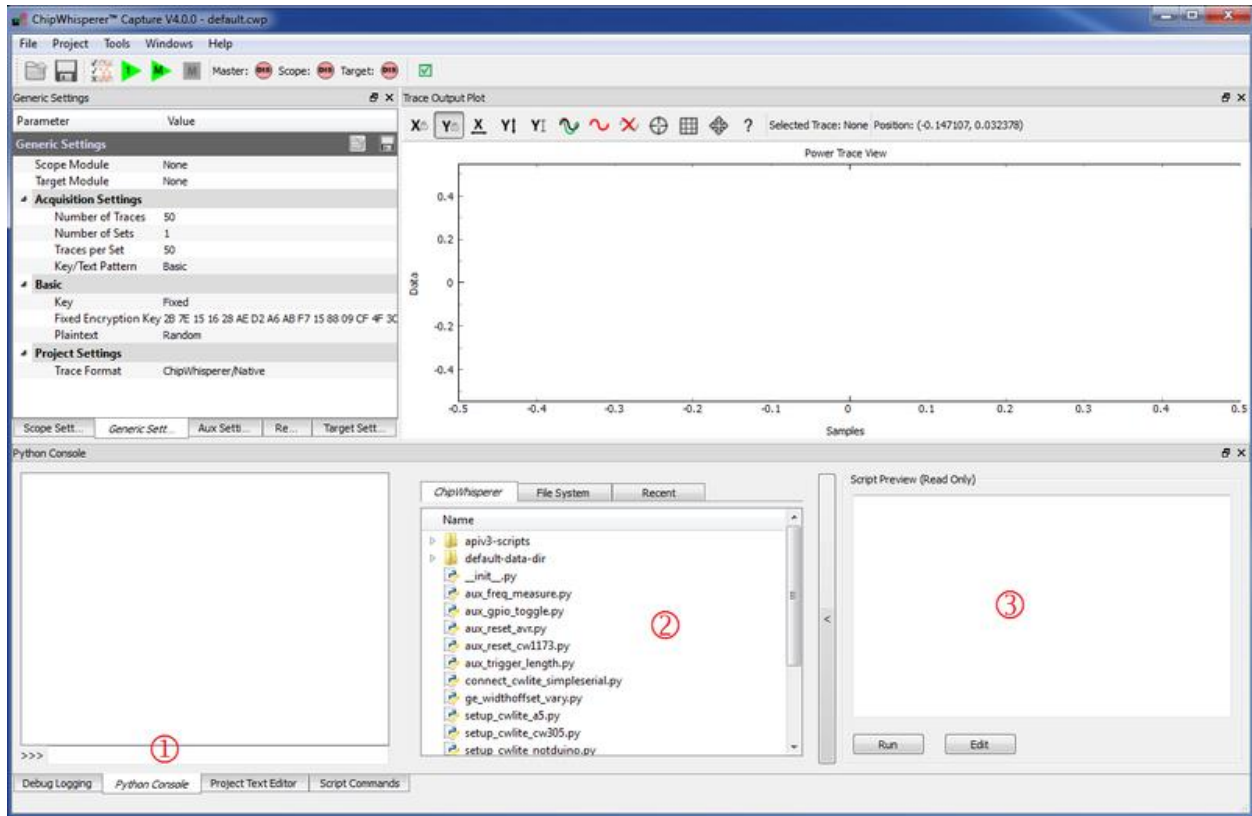 ChipWhisperer™ Capture V4.0.0 - default.cwp
File Project Tools Windows Help
Master: DIS Scope: DIS Target: DIS
Generic Settings
Parameter Value
Generic Settings
Scope Module None
Target Module None
Acquisition Settings
Number of Traces 50
Number of Sets 1
Traces per Set 50
Key/Text Pattern Basic
Basic
Key Fixed
Fixed Encryption Key 2B 7E 15 16 28 AE D2 A6 AB F7 15 88 09 CF 4F 3C
Plaintext Random
Project Settings
Trace Format ChipWhisperer/Native
Scope Sett... Generic Sett... Aux Setti... Re... Target Sett...
Trace Output Plot
X Y X Y Y ? Selected Trace: None Position: (-0.147107, 0.032378)
Power Trace View
0.4
0.2
0
-0.2
-0.4
Data
-0.5 -0.4 -0.3 -0.2 -0.1 0 0.1 0.2 0.3 0.4 0.5
Samples
Python Console
>>>
①
ChipWhisperer File System Recent
Name
apiv3-scripts
default-data-dir
__init__.py
aux_freq_measure.py
aux_gpio_toggle.py
aux_reset_avr.py
aux_reset_cw1173.py
aux_trigger_length.py
connect_cwlite_simpleserial.py
ge_widthoffset_vary.py
setup_cwlite_a5.py
setup_cwlite_cw305.py
setup_cwlite_notduino.py
②
<
Script Preview (Read Only)
③
Run Edit
Debug Logging Python Console Project Text Editor Script Commands